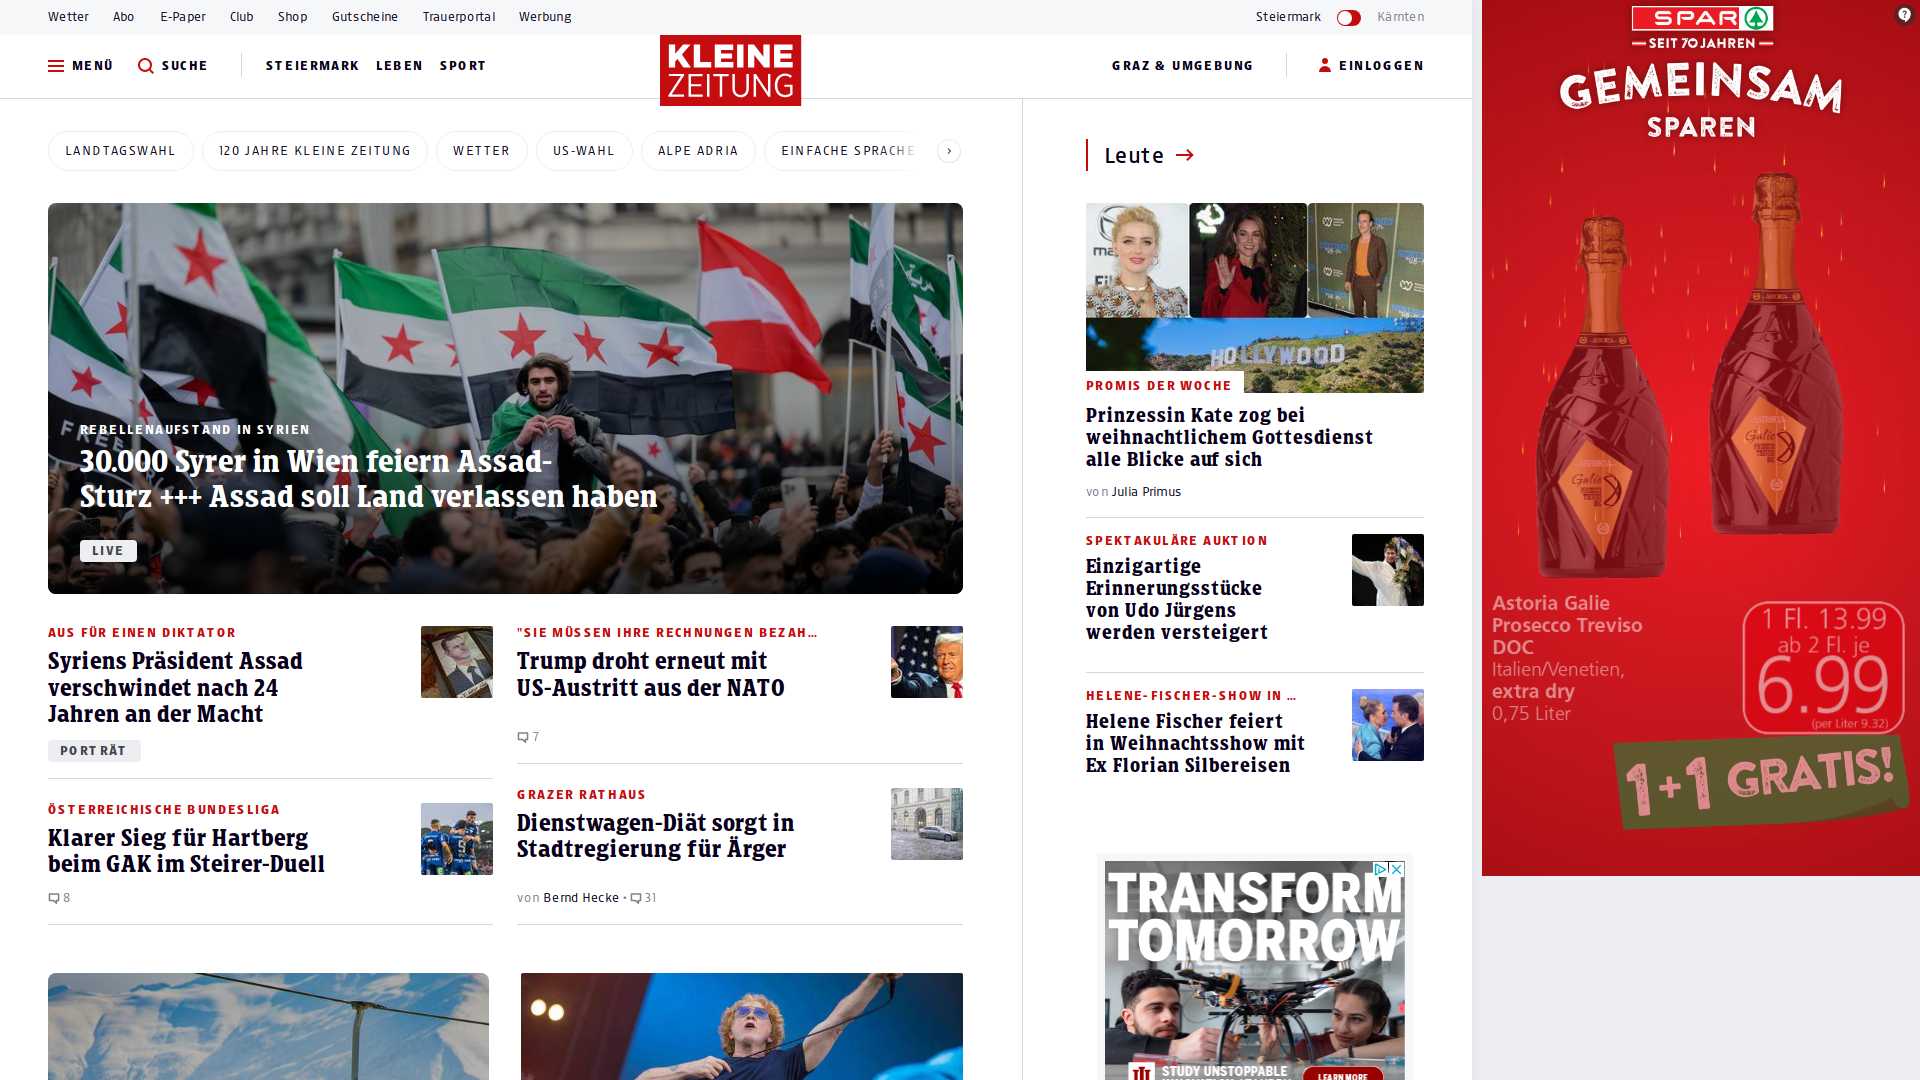 Wetter
Abo
E-Paper
Club
Shop
Gutscheine
Trauerportal
Werbung
Steiermark
Kärnten
MENÜ
SUCHE
STEIERMARK
LEBEN
SPORT
KLEINE
ZEITUNG
GRAZ & UMGEBUNG
EINLOGGEN
LANDTAGSWAHL
120 JAHRE KLEINE ZEITUNG
WETTER
US-WAHL
ALPE ADRIA
EINFACHE SPRACHE
REBELLENAUFSTAND IN SYRIEN
30.000 Syrer in Wien feiern Assad-
Sturz +++ Assad soll Land verlassen haben
LIVE
AUS FÜR EINEN DIKTATOR
Syriens Präsident Assad
verschwindet nach 24
Jahren an der Macht
PORTRÄT
"SIE MÜSSEN IHRE RECHNUNGEN BEZAH...
Trump droht erneut mit
US-Austritt aus der NATO
7
ÖSTERREICHISCHE BUNDESLIGA
Klarer Sieg für Hartberg
beim GAK im Steirer-Duell
8
GRAZER RATHAUS
Dienstwagen-Diät sorgt in
Stadtregierung für Ärger
von Bernd Hecke • 31
Leute
HOLLYWOOD
PROMIS DER WOCHE
Prinzessin Kate zog bei
weihnachtlichem Gottesdienst
alle Blicke auf sich
von Julia Primus
SPEKTAKULÄRE AUKTION
Einzigartige
Erinnerungsstücke
von Udo Jürgens
werden versteigert
HELENE-FISCHER-SHOW IN ...
Helene Fischer feiert
in Weihnachtsshow mit
Ex Florian Silbereisen
TRANSFORM
TOMORROW
STUDY UNSTOPPABLE
LEARN MORE
SPAR
SEIT 70 JAHREN
GEMEINSAM
SPAREN
ASTORIA
Galie
ASTORIA
Galie
Astoria Galie
Prosecco Treviso
DOC
Italien/Venetien,
extra dry
0,75 Liter
1 Fl. 13.99
ab 2 Fl. je
6.99
(per Liter 9.32)
1+1 GRATIS!